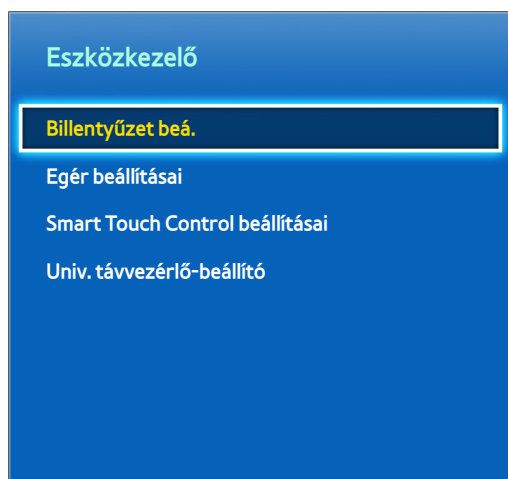 Eszközkezelő
Billentyűzet beá.
Egér beállításai
Smart Touch Control beállításai
Univ. távvezérlő-beállító